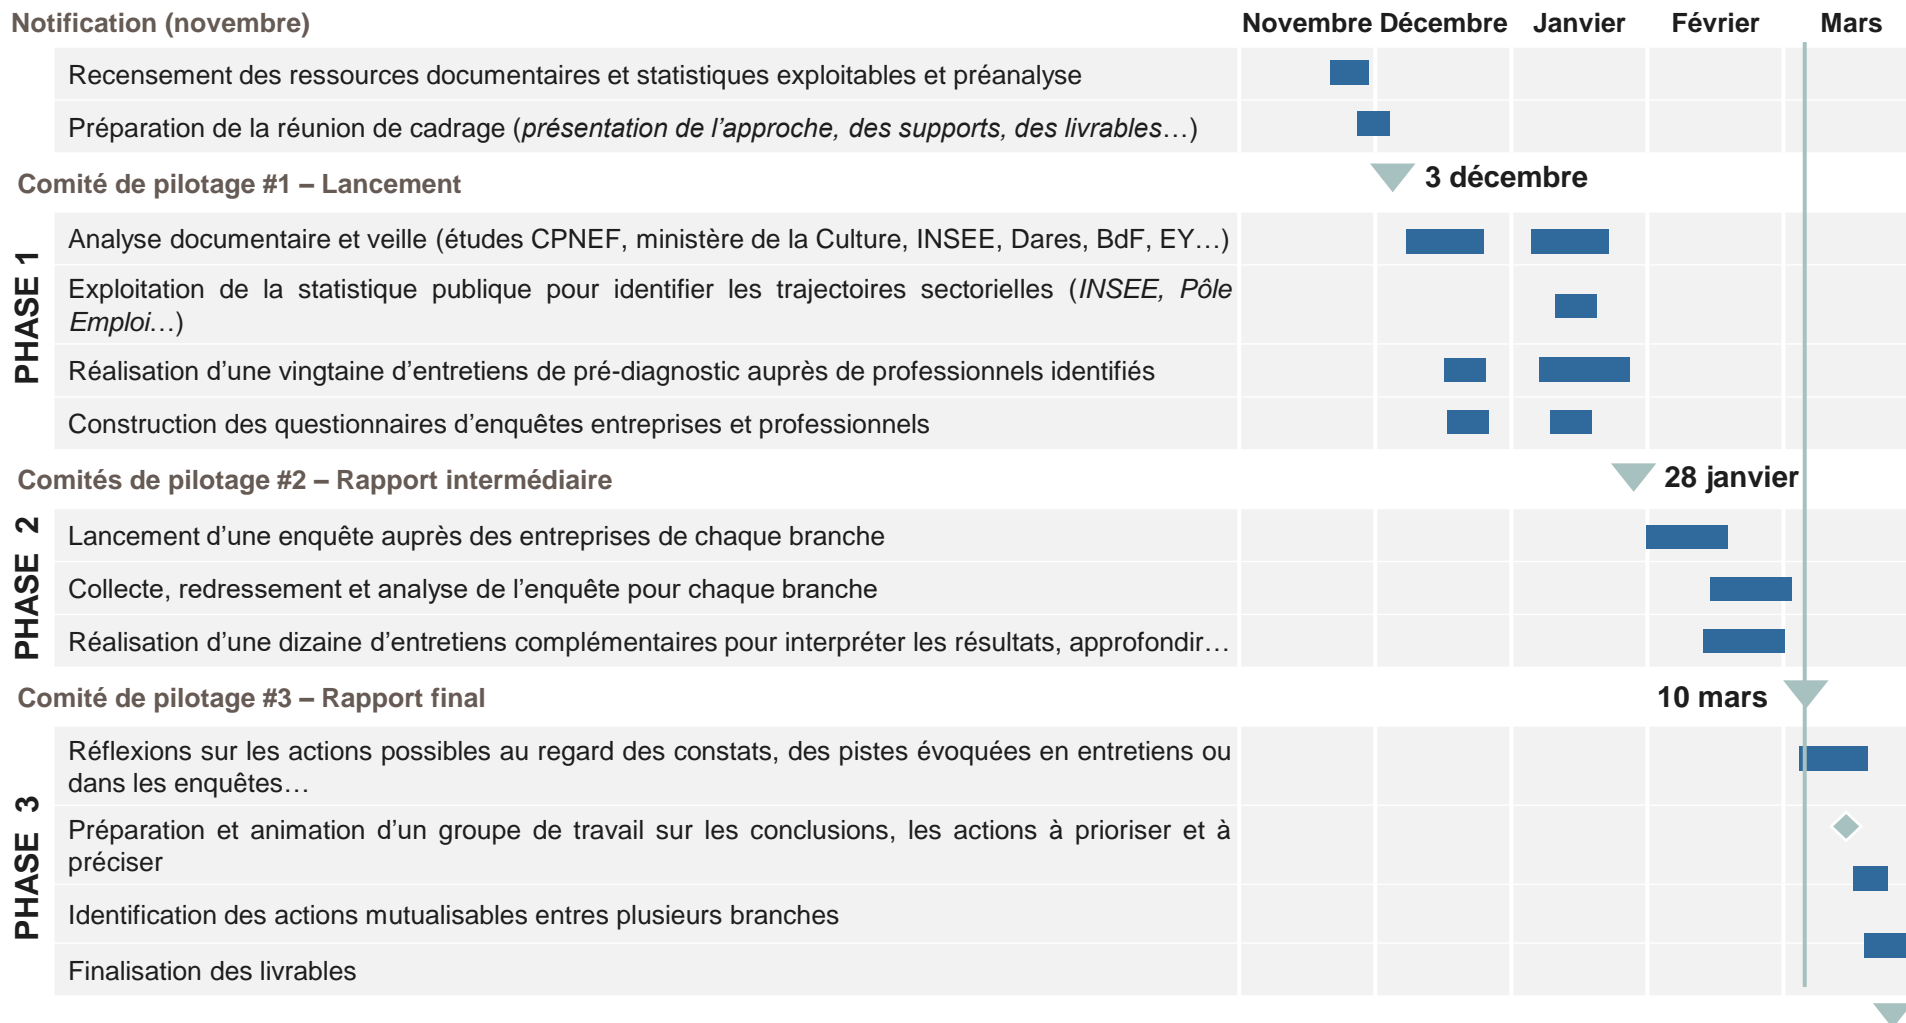 Notification (novembre)
Novembre Décembre Janvier Février Mars
Recensement des ressources documentaires et statistiques exploitables et préanalyse
Préparation de la réunion de cadrage (présentation de l’approche, des supports, des livrables…)
Comité de pilotage #1 – Lancement
3 décembre
PHASE 1
Analyse documentaire et veille (études CPNEF, ministère de la Culture, INSEE, Dares, BdF, EY…)
Exploitation de la statistique publique pour identifier les trajectoires sectorielles (INSEE, Pôle
Emploi…)
Réalisation d’une vingtaine d’entretiens de pré-diagnostic auprès de professionnels identifiés
Construction des questionnaires d’enquêtes entreprises et professionnels
Comités de pilotage #2 – Rapport intermédiaire
28 janvier
PHASE 2
Lancement d’une enquête auprès des entreprises de chaque branche
Collecte, redressement et analyse de l’enquête pour chaque branche
Réalisation d’une dizaine d’entretiens complémentaires pour interpréter les résultats, approfondir…
Comité de pilotage #3 – Rapport final
10 mars
PHASE 3
Réflexions sur les actions possibles au regard des constats, des pistes évoquées en entretiens ou
dans les enquêtes…
Préparation et animation d’un groupe de travail sur les conclusions, les actions à prioriser et à
préciser
Identification des actions mutualisables entres plusieurs branches
Finalisation des livrables